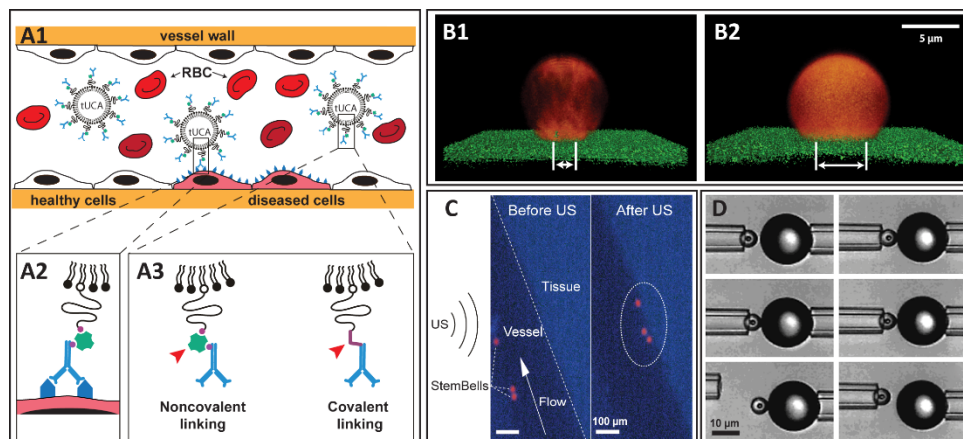 A1
vessel wall
RBC
tUCA
tUCA
tUCA
healthy cells
diseased cells
A2
A3
Noncovalent
linking
Covalent
linking
B1
B2
5 µm
C
Before US
After US
Tissue
US
Vessel
StemBells
Flow
100 µm
D
10 µm